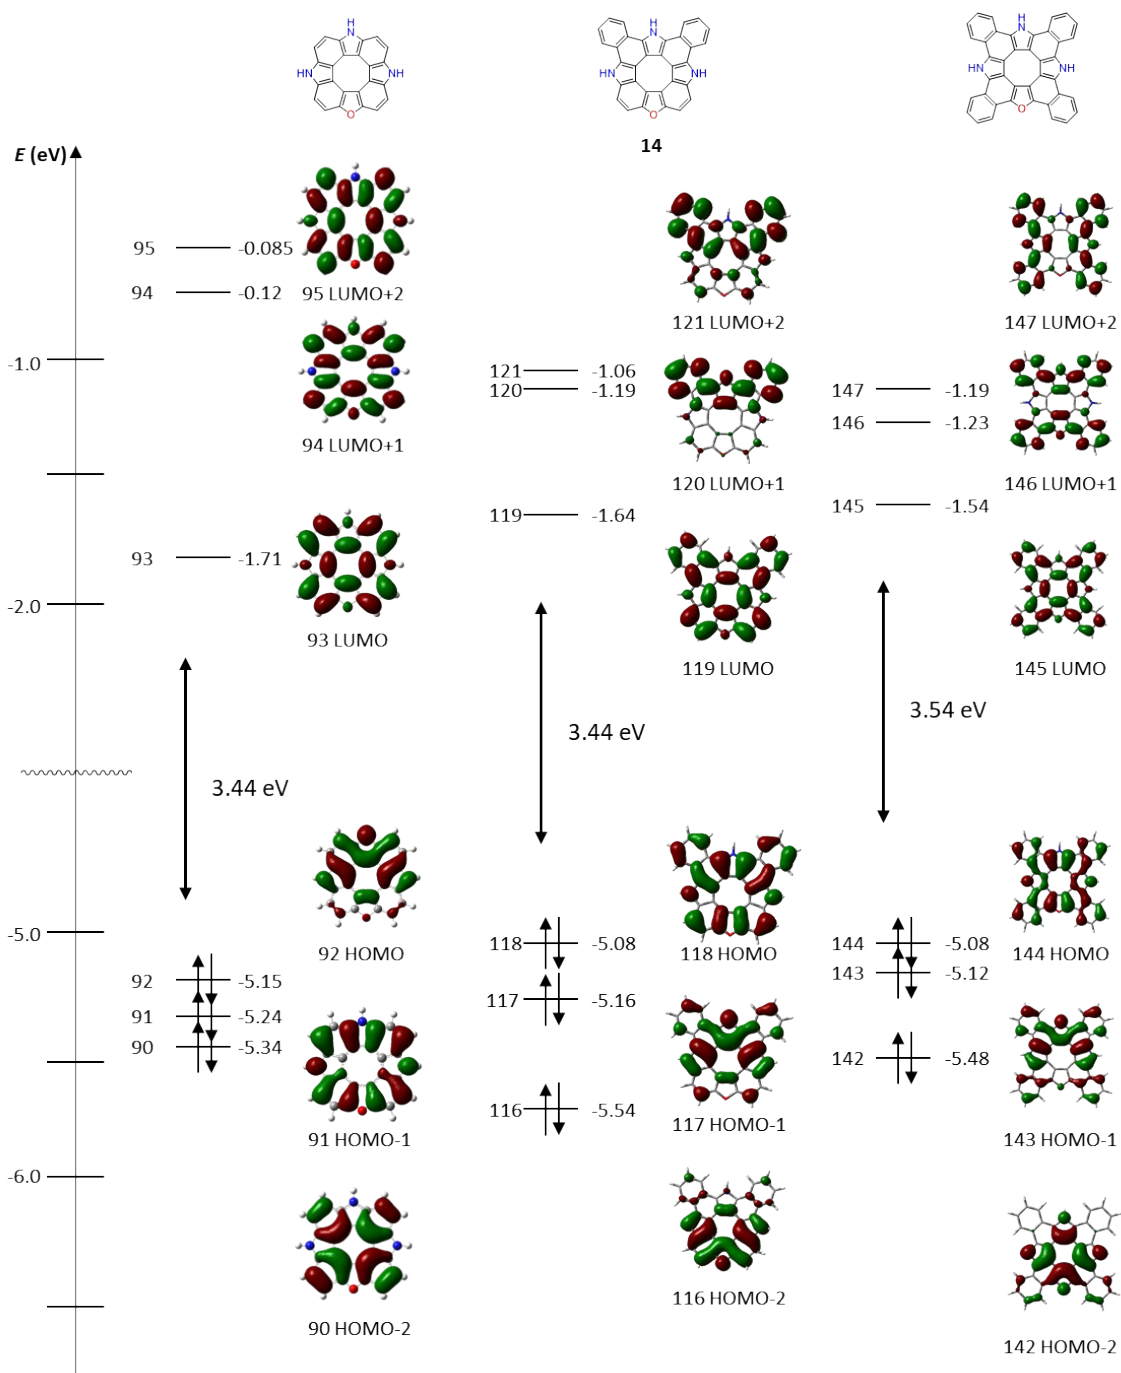 H
N
HN
NH
O
H
N
HN
NH
O
14
H
N
HN
NH
O
E (eV)
-1.0
-2.0
-5.0
-6.0
95 -0.085
94 -0.12
95 LUMO+2
94 LUMO+1
93 -1.71
93 LUMO
3.44 eV
92 HOMO
92 -5.15
91 -5.24
90 -5.34
91 HOMO-1
90 HOMO-2
121 LUMO+2
121 -1.06
120 -1.19
120 LUMO+1
119 -1.64
119 LUMO
3.44 eV
118 -5.08
118 HOMO
117 -5.16
117 HOMO-1
116 -5.54
116 HOMO-2
147 LUMO+2
147 -1.19
146 -1.23
146 LUMO+1
145 -1.54
145 LUMO
3.54 eV
144 -5.08
144 HOMO
143 -5.12
142 -5.48
143 HOMO-1
142 HOMO-2